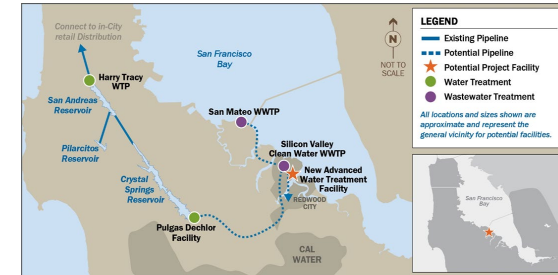 Connect to in-City
retail Distribution
Harry Tracy
WTP
San Andreas
Reservoir
Pilarcitos
Reservoir
Crystal
Springs
Reservoir
Pulgas Dechlor
Facility
San Francisco
Bay
San Mateo WWTP
Silicon Valley
Clean Water WWTP
New Advanced
Water Treatment
Facility
REDWOOD
CITY
CAL
WATER
N
NOT TO
SCALE
LEGEND
Existing Pipeline
Potential Pipeline
Potential Project Facility
Water Treatment
Wastewater Treatment
All locations and sizes shown are
approximate and represent the
general vicinity for potential facilities.
San Francisco
Bay